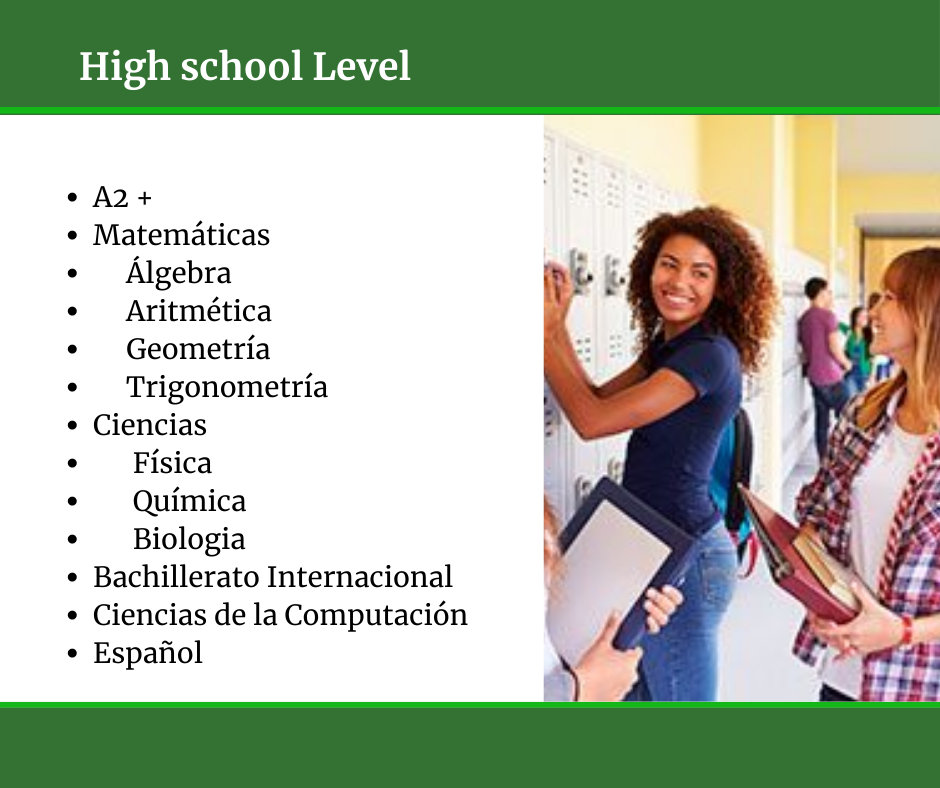 High school Level
• A2 +
• Matemáticas
• Álgebra
• Aritmética
• Geometría
• Trigonometría
• Ciencias
• Física
• Química
• Biologia
• Bachillerato Internacional
• Ciencias de la Computación
• Español